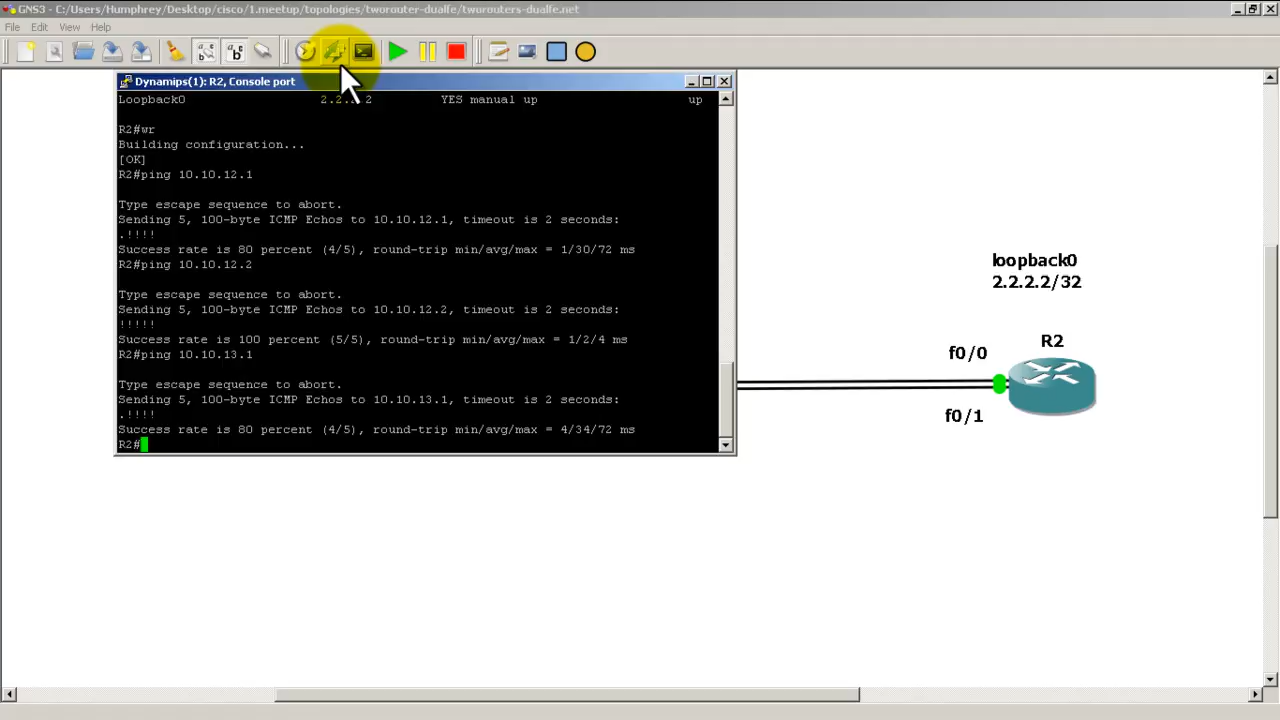 GNS3 - C:/Users/Humphrey/Desktop/cisco/1.meetup/topologies/tworouter-dualfe/tworouters-dualfe.net
File Edit View Help
Dynamips(1): R2, Console port
Loopback0 2.2. 2 YES manual up up
R2#wr
Building configuration...
[OK]
R2#ping 10.10.12.1
Type escape sequence to abort.
Sending 5, 100-byte ICMP Echos to 10.10.12.1, timeout is 2 seconds:
.!!!!
Success rate is 80 percent (4/5), round-trip min/avg/max = 1/30/72 ms
R2#ping 10.10.12.2
Type escape sequence to abort.
Sending 5, 100-byte ICMP Echos to 10.10.12.2, timeout is 2 seconds:
!!!!!
Success rate is 100 percent (5/5), round-trip min/avg/max = 1/2/4 ms
R2#ping 10.10.13.1
Type escape sequence to abort.
Sending 5, 100-byte ICMP Echos to 10.10.13.1, timeout is 2 seconds:
.!!!!
Success rate is 80 percent (4/5), round-trip min/avg/max = 4/34/72 ms
R2#
loopback0
2.2.2.2/32
R2
f0/0
f0/1